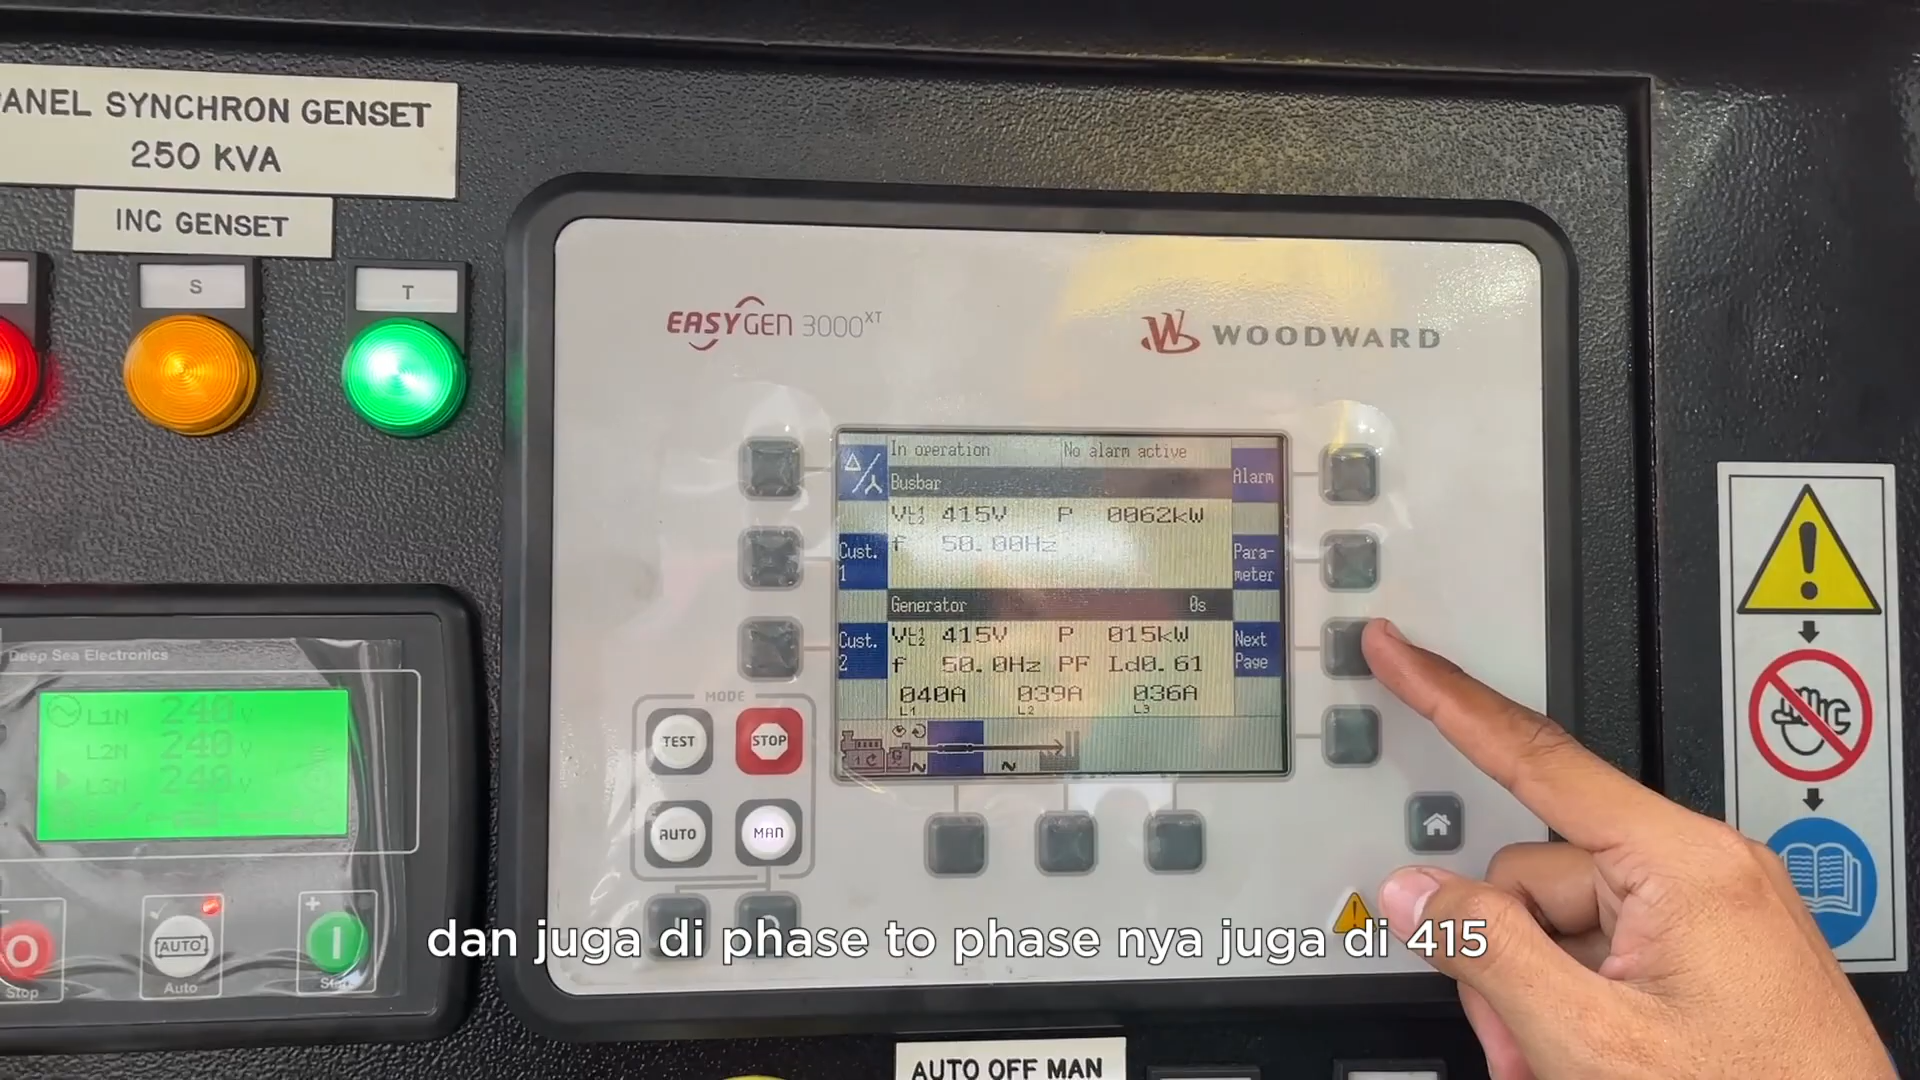 ANEL SYNCHRON GENSET
250 KVA
INC GENSET
S
T
EASYGEN 3000XT
WOODWARD
In operation
No alarm active
Alarm
Busbar
VL1L2 415V P 0062kW
f 50.00Hz
Cust.
1
Para-
meter
Generator 0s
VL1L2 415V P 015kW
f 50.0Hz PF Ld0.61
040A 039A 036A
L1 L2 L3
Cust.
2
Next
Page
MODE
TEST
STOP
AUTO
MAN
Deep Sea Electronics
L1N 240 V
L2N 240
L3N 240 V
AUTO
Stop
Auto
dan juga di phase to phase nya juga di 415
AUTO OFF MAN